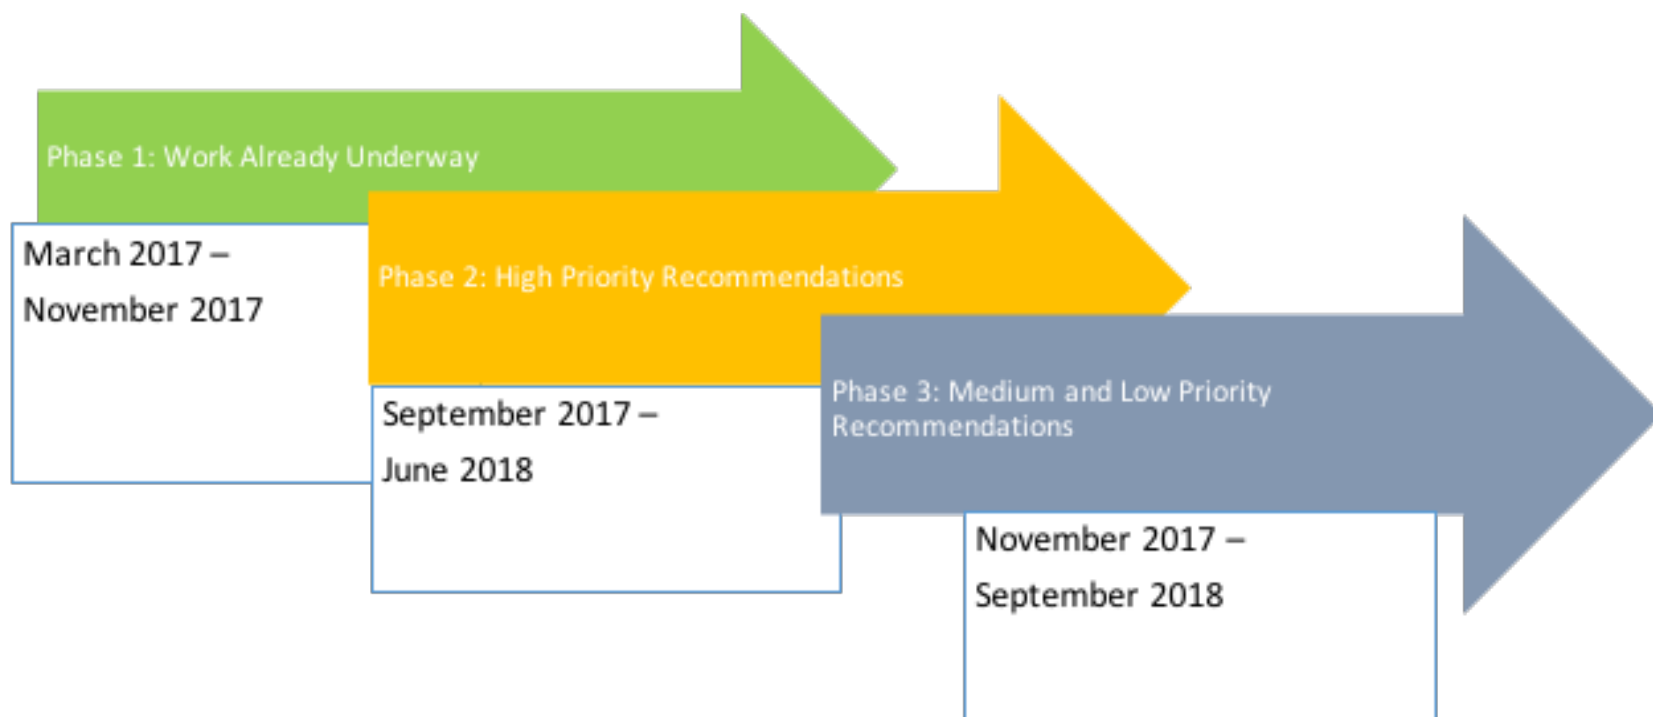 Phase 1: Work Already Underway
March 2017 –
November 2017
Phase 2: High Priority Recommendations
September 2017 –
June 2018
Phase 3: Medium and Low Priority
Recommendations
November 2017 –
September 2018